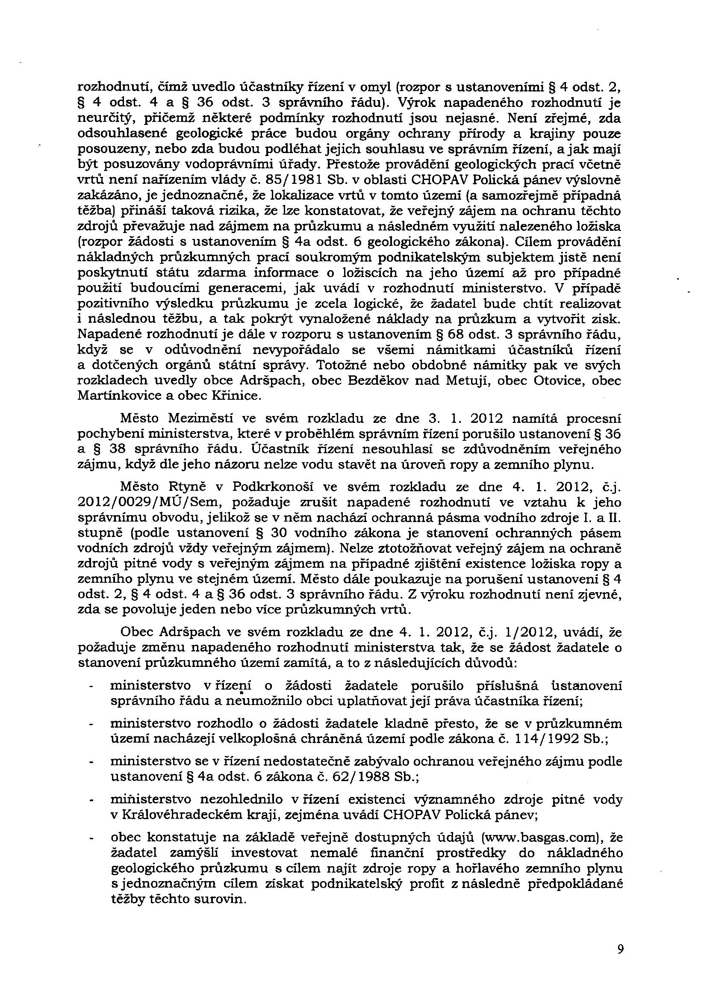 rozhodnutí, čímž uvedlo účastníky řízení v omyl (rozpor s ustanoveními § 4 odst. 2,
§ 4 odst. 4 a § 36 odst. 3 správního řádu). Výrok napadeného rozhodnutí je
neurčitý, přičemž některé podmínky rozhodnutí jsou nejasné. Není zřejmé, zda
odsouhlasené geologické práce budou orgány ochrany přírody a krajiny pouze
posouzeny, nebo zda budou podléhat jejich souhlasu ve správním řízení, a jak mají
být posuzovány vodoprávními úřady. Přestože provádění geologických prací včetně
vrtů není nařízením vlády č. 85/1981 Sb. v oblasti CHOPAV Polická pánev výslovně
zakázáno, je jednoznačné, že lokalizace vrtů v tomto území (a samozřejmě případná
těžba) přináší taková rizika, že lze konstatovat, že veřejný zájem na ochranu těchto
zdrojů převažuje nad zájmem na průzkumu a následném využití nalezeného ložiska
(rozpor žádosti s ustanovením § 4a odst. 6 geologického zákona). Cílem provádění
nákladných průzkumných prací soukromým podnikatelským subjektem jistě není
poskytnutí státu zdarma informace o ložiscích na jeho území až pro případné
použití budoucími generacemi, jak uvádí v rozhodnutí ministerstvo. V případě
pozitivního výsledku průzkumu je zcela logické, že žadatel bude chtít realizovat
i následnou těžbu, a tak pokrýt vynaložené náklady na průzkum a vytvořit zisk.
Napadené rozhodnutí je dále v rozporu s ustanovením § 68 odst. 3 správního řádu,
když se v odůvodnění nevypořádalo se všemi námitkami účastníků řízení
a dotčených orgánů státní správy. Totožné nebo obdobné námitky pak ve svých
rozkladech uvedly obce Adršpach, obec Bezděkov nad Metují, obec Otovice, obec
Martínkovice a obec Křinice.
Město Meziměstí ve svém rozkladu ze dne 3. 1. 2012 namítá procesní
pochybení ministerstva, které v proběhlém správním řízení porušilo ustanovení § 36
a § 38 správního řádu. Účastník řízení nesouhlasí se zdůvodněním veřejného
zájmu, když dle jeho názoru nelze vodu stavět na úroveň ropy a zemního plynu.
Město Rtyně v Podkrkonoší ve svém rozkladu ze dne 4. 1. 2012, č.j.
2012/0029/MÚ/Sem, požaduje zrušit napadené rozhodnutí ve vztahu k jeho
správnímu obvodu, jelikož se v něm nachází ochranná pásma vodního zdroje I. a II.
stupně (podle ustanovení § 30 vodního zákona je stanovení ochranných pásem
vodních zdrojů vždy veřejným zájmem). Nelze ztotožňovat veřejný zájem na ochraně
zdrojů pitné vody s veřejným zájmem na případné zjištění existence ložiska ropy a
zemního plynu ve stejném území. Město dále poukazuje na porušení ustanovení § 4
odst. 2, § 4 odst. 4 a § 36 odst. 3 správního řádu. Z výroku rozhodnutí není zjevné,
zda se povoluje jeden nebo více průzkumných vrtů.
Obec Adršpach ve svém rozkladu ze dne 4. 1. 2012, č.j. 1/2012, uvádí, že
požaduje změnu napadeného rozhodnutí ministerstva tak, že se žádost žadatele o
stanovení průzkumného území zamítá, a to z následujících důvodů:
- ministerstvo v řízení o žádosti žadatele porušilo příslušná ustanovení
správního řádu a neumožnilo obci uplatňovat její práva účastníka řízení;
- ministerstvo rozhodlo o žádosti žadatele kladně přesto, že se v průzkumném
území nacházejí velkoplošná chráněná území podle zákona č. 114/1992 Sb.;
- ministerstvo se v řízení nedostatečně zabývalo ochranou veřejného zájmu podle
ustanovení § 4a odst. 6 zákona č. 62/1988 Sb.;
- ministerstvo nezohlednilo v řízení existenci významného zdroje pitné vody
v Královéhradeckém kraji, zejména uvádí CHOPAV Polická pánev;
- obec konstatuje na základě veřejně dostupných údajů (www.basgas.com), že
žadatel zamýšlí investovat nemalé finanční prostředky do nákladného
geologického průzkumu s cílem najít zdroje ropy a hořlavého zemního plynu
s jednoznačným cílem získat podnikatelský profit z následně předpokládané
těžby těchto surovin.
9